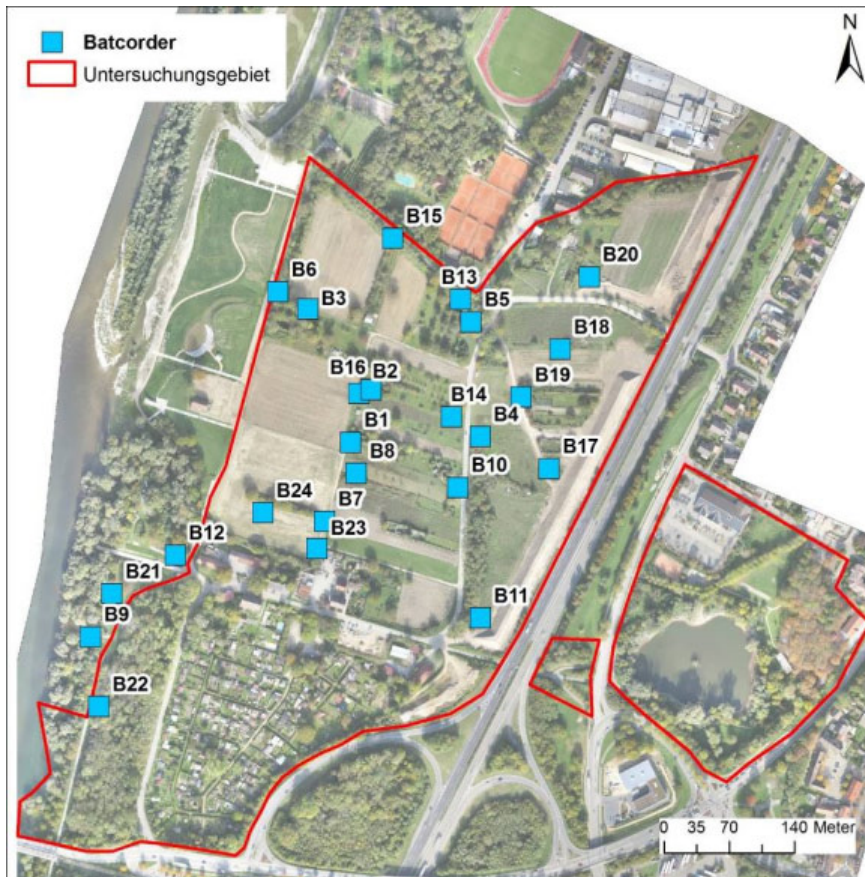 Batcorder
Untersuchungsgebiet
N
B15
B20
B6
B13
B3
B5
B18
B16
B2
B19
B14
B4
B1
B8
B17
B10
B24
B7
B12
B23
B21
B9
B11
B22
0 35 70 140 Meter